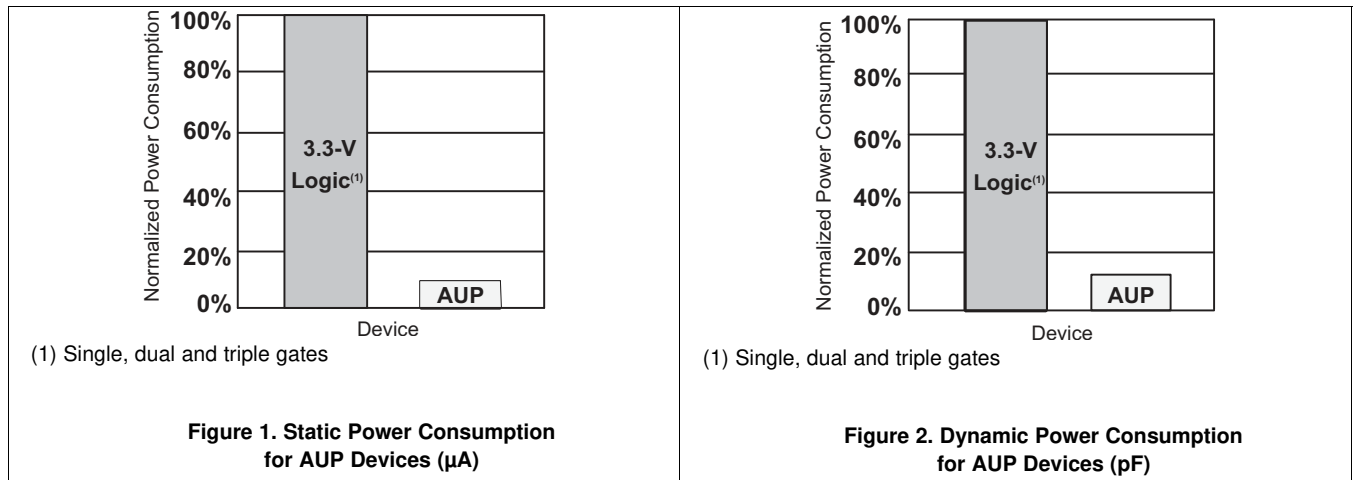 Normalized Power Consumption
100%
80%
60%
40%
20%
0%
3.3-V
Logic(1)
AUP
Device
(1) Single, dual and triple gates
Figure 1. Static Power Consumption
for AUP Devices (µA)
Normalized Power Consumption
100%
80%
60%
40%
20%
0%
3.3-V
Logic(1)
AUP
Device
(1) Single, dual and triple gates
Figure 2. Dynamic Power Consumption
for AUP Devices (pF)